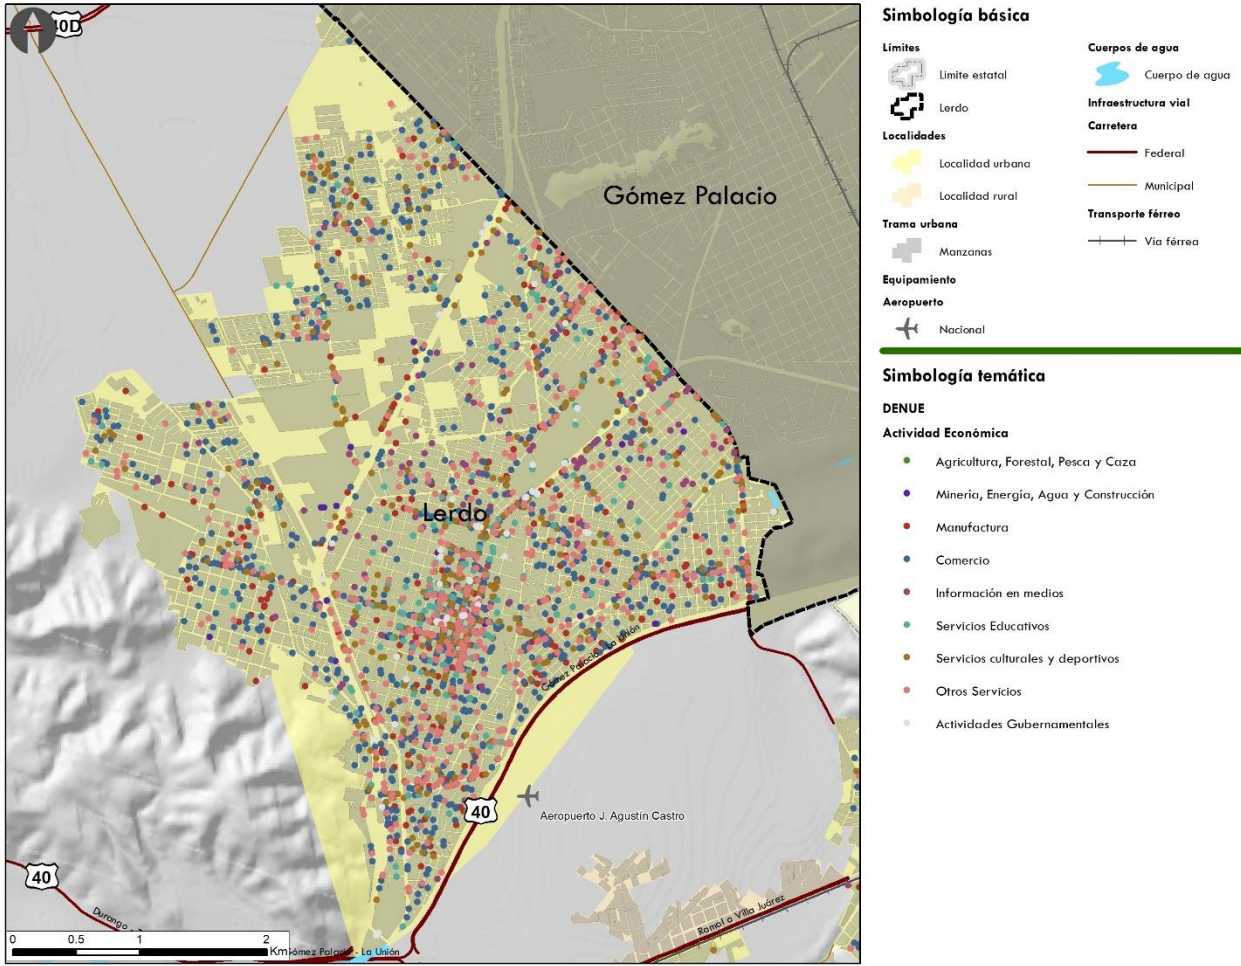 40D
Gómez Palacio
Lerdo
Gómez Palacio - La Unión
40
Aeropuerto J. Agustín Castro
40
Durango -
Ramal a Villa Juárez
0 0.5 1 2
Km
Gómez Palacio - La Unión
Simbología básica
Límites
Límite estatal
Lerdo
Localidades
Localidad urbana
Localidad rural
Trama urbana
Manzanas
Equipamiento
Aeropuerto
Nacional
Cuerpos de agua
Cuerpo de agua
Infraestructura vial
Carretera
Federal
Municipal
Transporte férreo
Vía férrea
Simbología temática
DENUE
Actividad Económica
Agricultura, Forestal, Pesca y Caza
Minería, Energía, Agua y Construcción
Manufactura
Comercio
Información en medios
Servicios Educativos
Servicios culturales y deportivos
Otros Servicios
Actividades Gubernamentales